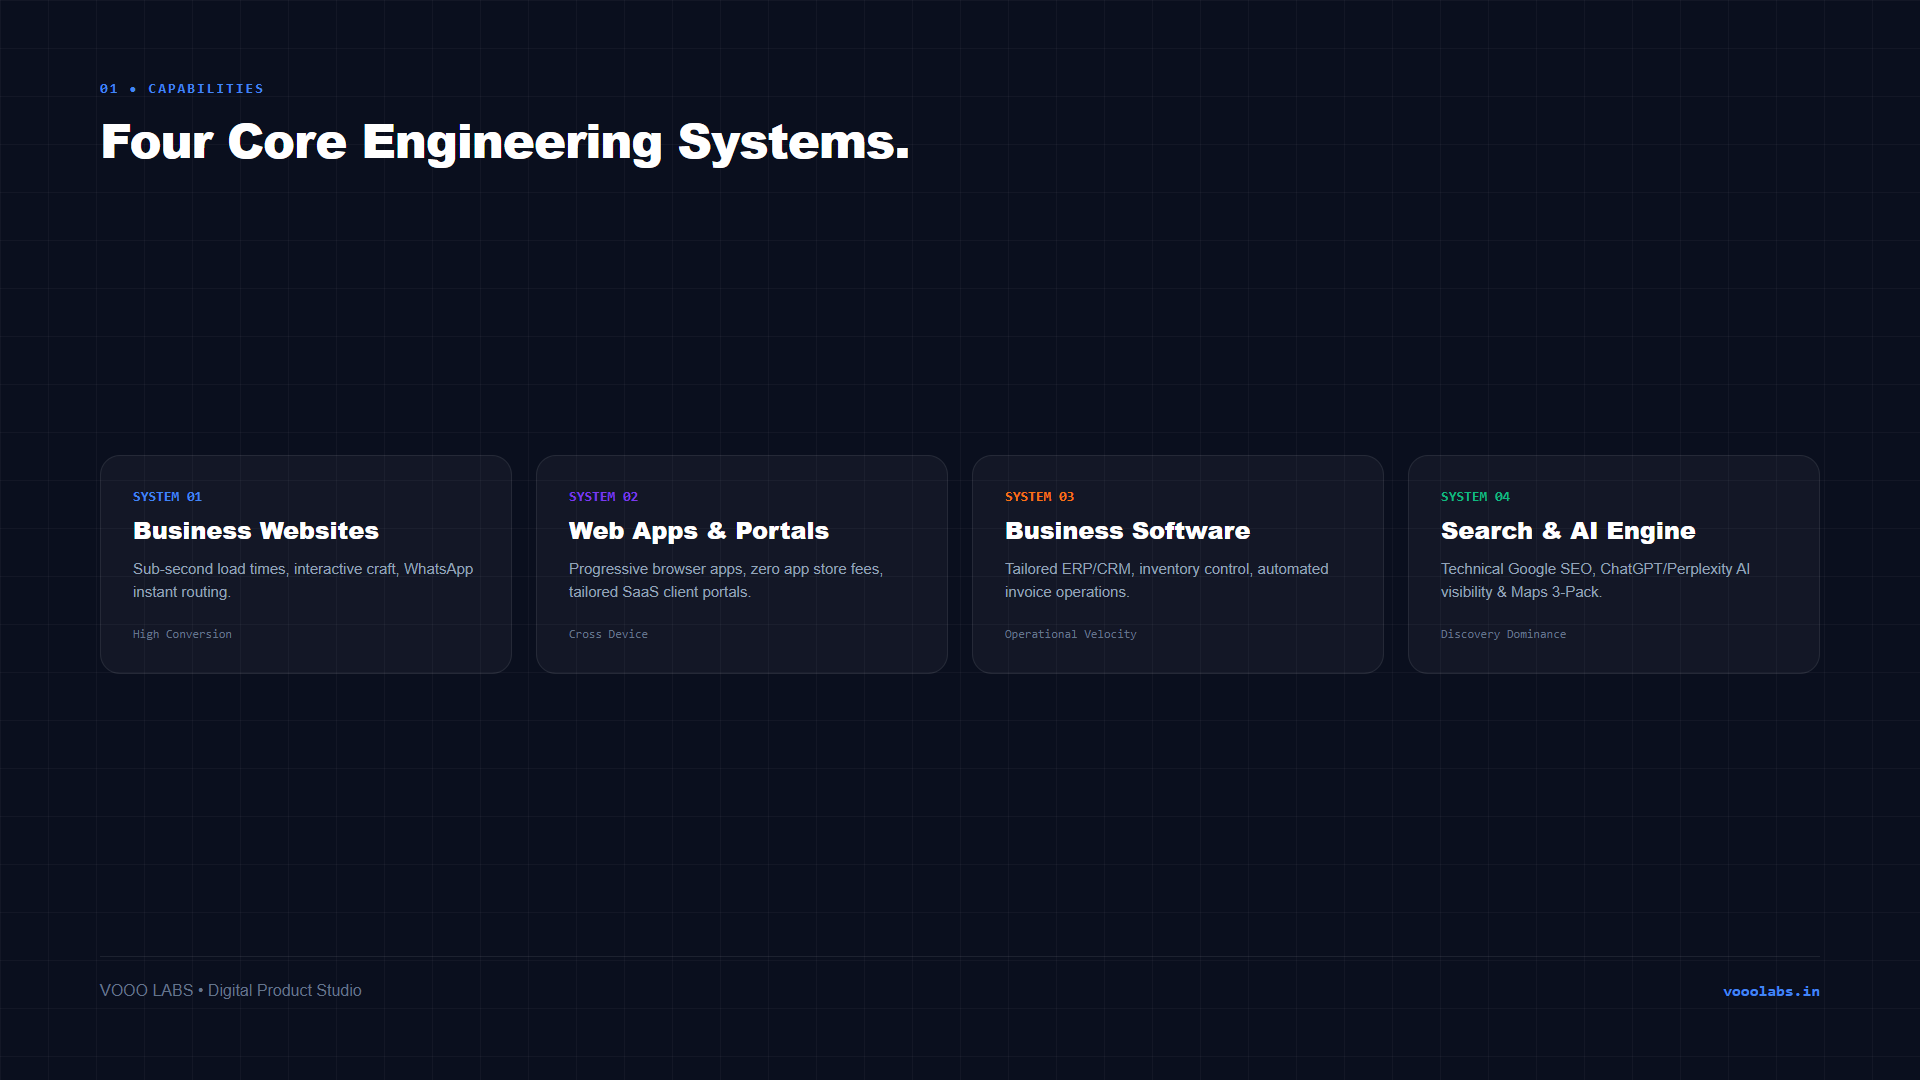 01 • CAPABILITIES
Four Core Engineering Systems.
SYSTEM 01
Business Websites
Sub-second load times, interactive craft, WhatsApp
instant routing.
High Conversion
SYSTEM 02
Web Apps & Portals
Progressive browser apps, zero app store fees,
tailored SaaS client portals.
Cross Device
SYSTEM 03
Business Software
Tailored ERP/CRM, inventory control, automated
invoice operations.
Operational Velocity
SYSTEM 04
Search & AI Engine
Technical Google SEO, ChatGPT/Perplexity AI
visibility & Maps 3-Pack.
Discovery Dominance
VOOO LABS • Digital Product Studio
vooolabs.in